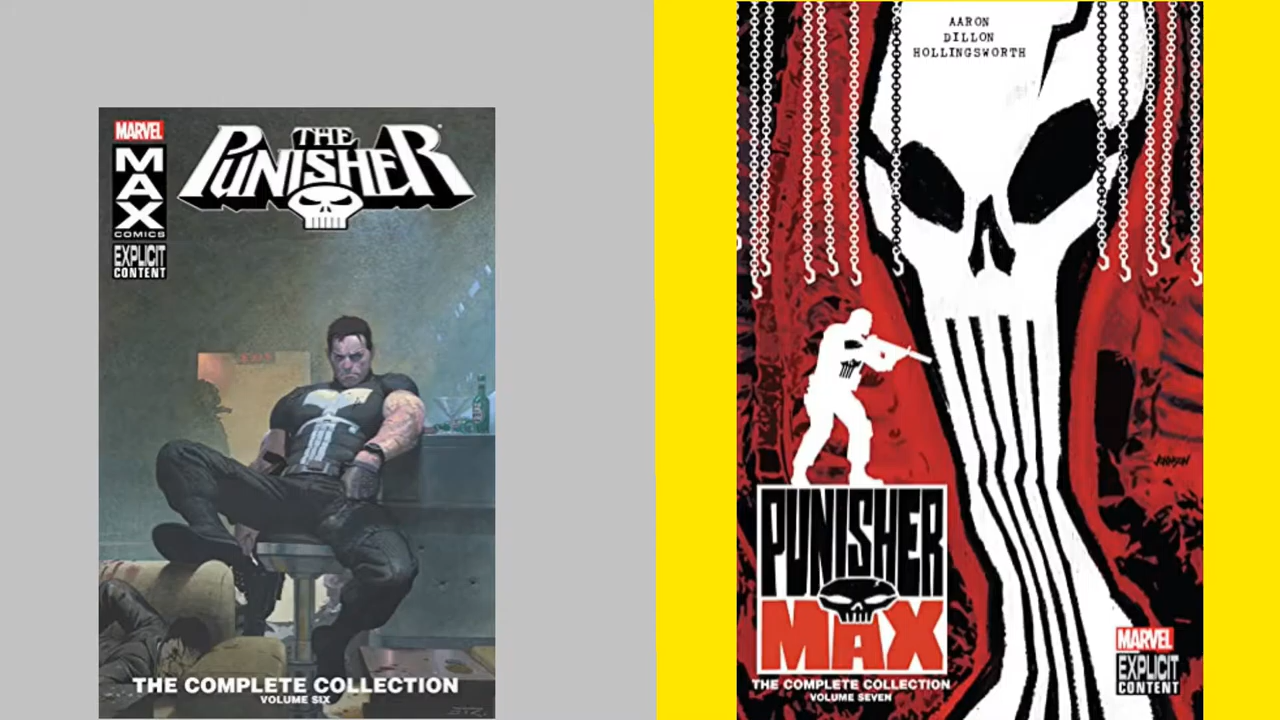 MARVEL
MAX
COMICS
EXPLICIT
CONTENT
THE
PUNISHER
THE COMPLETE COLLECTION
VOLUME SIX
AARON
DILLON
HOLLINGSWORTH
JOHNSON
PUNISHER
MAX
THE COMPLETE COLLECTION
VOLUME SEVEN
MARVEL
EXPLICIT
CONTENT